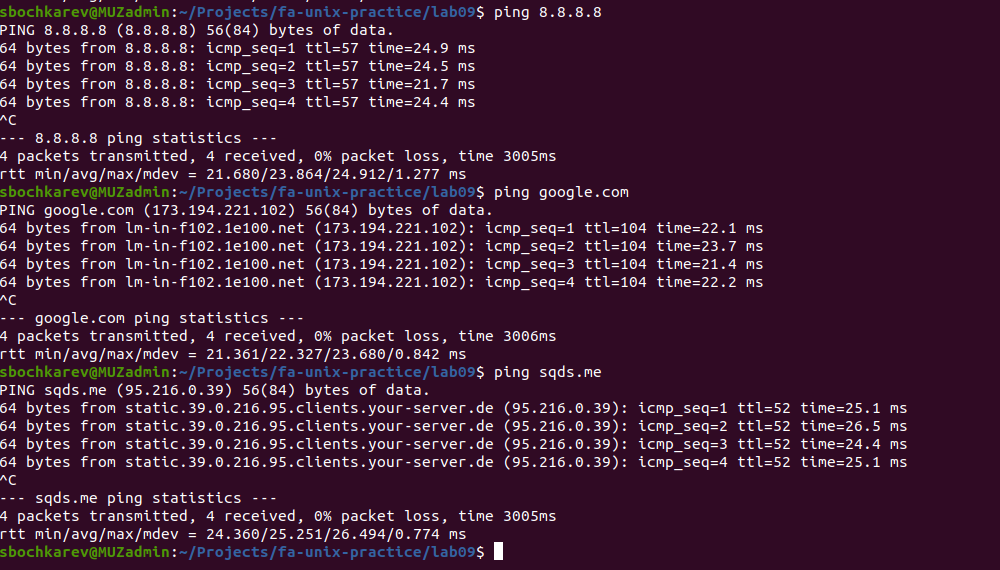 sbochkarev@MUZadmin:~/Projects/fa-unix-practice/lab09$ ping 8.8.8.8
PING 8.8.8.8 (8.8.8.8) 56(84) bytes of data.
64 bytes from 8.8.8.8: icmp_seq=1 ttl=57 time=24.9 ms
64 bytes from 8.8.8.8: icmp_seq=2 ttl=57 time=24.5 ms
64 bytes from 8.8.8.8: icmp_seq=3 ttl=57 time=21.7 ms
64 bytes from 8.8.8.8: icmp_seq=4 ttl=57 time=24.4 ms
^C
--- 8.8.8.8 ping statistics ---
4 packets transmitted, 4 received, 0% packet loss, time 3005ms
rtt min/avg/max/mdev = 21.680/23.864/24.912/1.277 ms
sbochkarev@MUZadmin:~/Projects/fa-unix-practice/lab09$ ping google.com
PING google.com (173.194.221.102) 56(84) bytes of data.
64 bytes from lm-in-f102.1e100.net (173.194.221.102): icmp_seq=1 ttl=104 time=22.1 ms
64 bytes from lm-in-f102.1e100.net (173.194.221.102): icmp_seq=2 ttl=104 time=23.7 ms
64 bytes from lm-in-f102.1e100.net (173.194.221.102): icmp_seq=3 ttl=104 time=21.4 ms
64 bytes from lm-in-f102.1e100.net (173.194.221.102): icmp_seq=4 ttl=104 time=22.2 ms
^C
--- google.com ping statistics ---
4 packets transmitted, 4 received, 0% packet loss, time 3006ms
rtt min/avg/max/mdev = 21.361/22.327/23.680/0.842 ms
sbochkarev@MUZadmin:~/Projects/fa-unix-practice/lab09$ ping sqds.me
PING sqds.me (95.216.0.39) 56(84) bytes of data.
64 bytes from static.39.0.216.95.clients.your-server.de (95.216.0.39): icmp_seq=1 ttl=52 time=25.1 ms
64 bytes from static.39.0.216.95.clients.your-server.de (95.216.0.39): icmp_seq=2 ttl=52 time=26.5 ms
64 bytes from static.39.0.216.95.clients.your-server.de (95.216.0.39): icmp_seq=3 ttl=52 time=24.4 ms
64 bytes from static.39.0.216.95.clients.your-server.de (95.216.0.39): icmp_seq=4 ttl=52 time=25.1 ms
^C
--- sqds.me ping statistics ---
4 packets transmitted, 4 received, 0% packet loss, time 3005ms
rtt min/avg/max/mdev = 24.360/25.251/26.494/0.774 ms
sbochkarev@MUZadmin:~/Projects/fa-unix-practice/lab09$